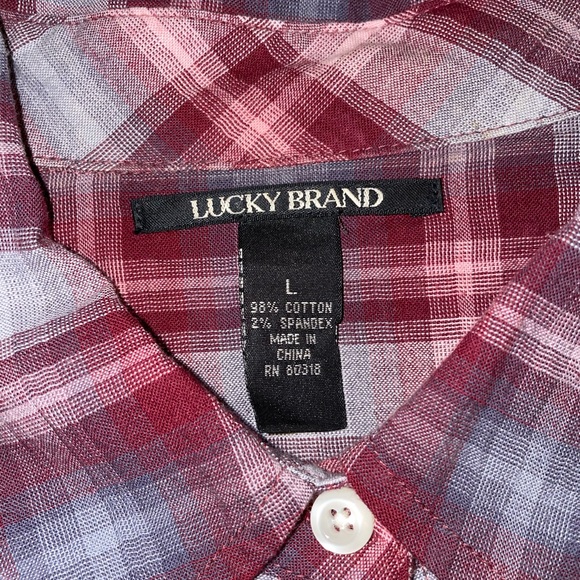 LUCKY BRAND
L
98% COTTON
2% SPANDEX
MADE IN
CHINA
RN 80318